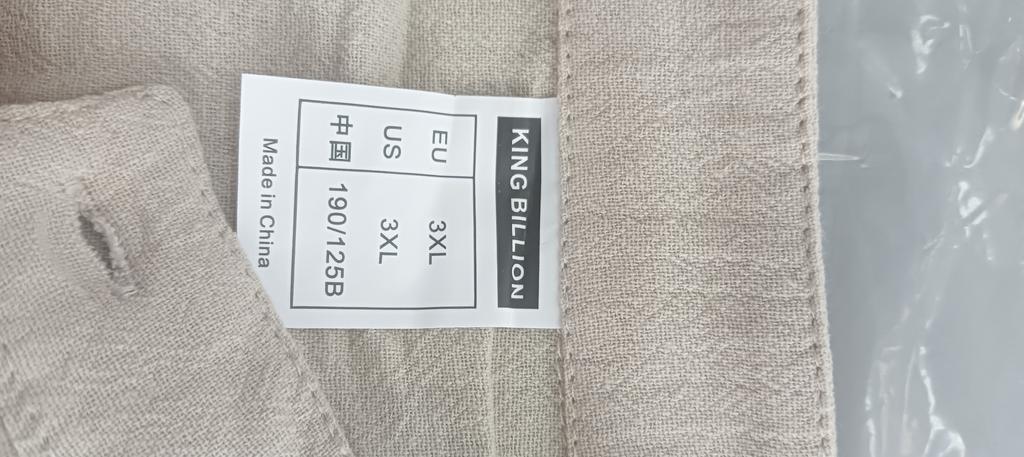 KING BILLION
EU 3XL
US 3XL
中国 190/125B
Made in China